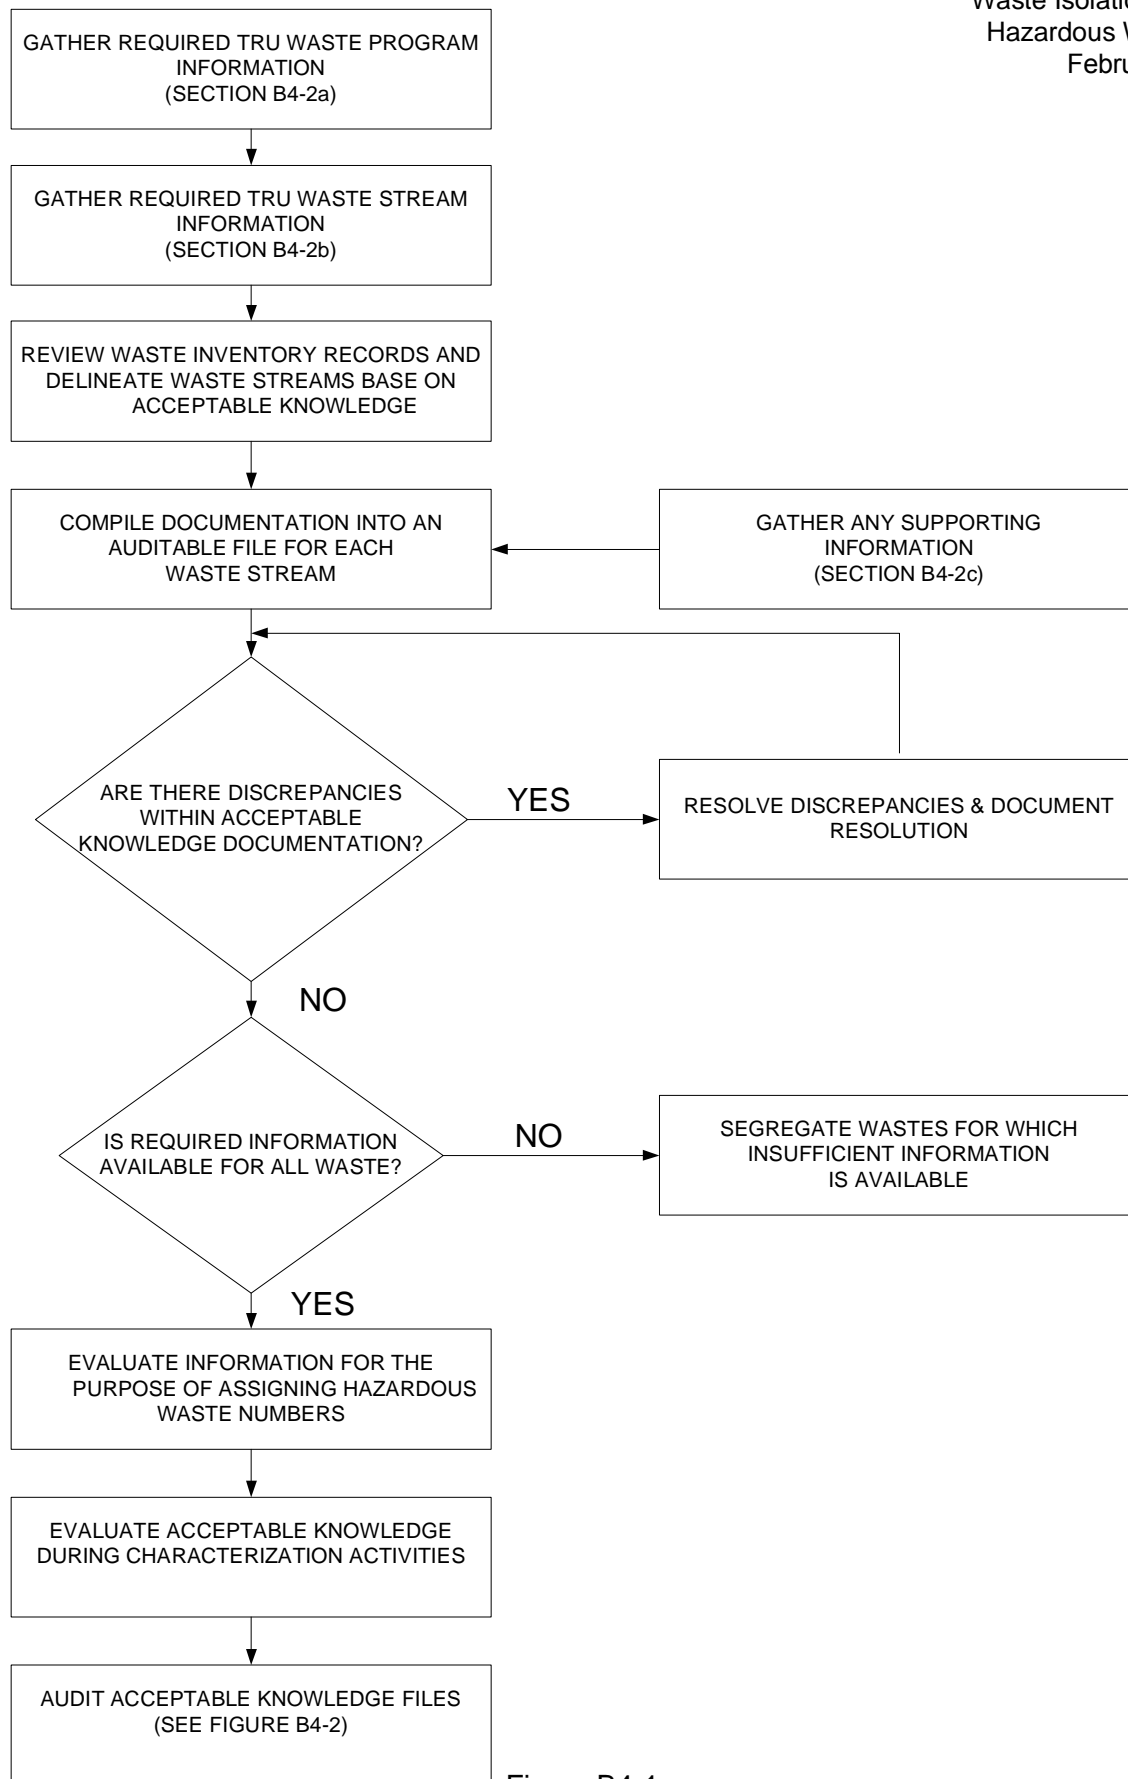 Waste Isolation
Hazardous
GATHER REQUIRED TRU WASTE PROGRAM
INFORMATION
(SECTION B4-2a)
GATHER REQUIRED TRU WASTE STREAM
INFORMATION
(SECTION B4-2b)
REVIEW WASTE INVENTORY RECORDS AND
DELINEATE WASTE STREAMS BASE ON
ACCEPTABLE KNOWLEDGE
COMPILE DOCUMENTATION INTO AN
AUDITABLE FILE FOR EACH
WASTE STREAM
GATHER ANY SUPPORTING
INFORMATION
(SECTION B4-2c)
ARE THERE DISCREPANCIES
WITHIN ACCEPTABLE
KNOWLEDGE DOCUMENTATION?
YES
RESOLVE DISCREPANCIES & DOCUMENT
RESOLUTION
NO
IS REQUIRED INFORMATION
AVAILABLE FOR ALL WASTE?
NO
SEGREGATE WASTES FOR WHICH
INSUFFICIENT INFORMATION
IS AVAILABLE
YES
EVALUATE INFORMATION FOR THE
PURPOSE OF ASSIGNING HAZARDOUS
WASTE NUMBERS
EVALUATE ACCEPTABLE KNOWLEDGE
DURING CHARACTERIZATION ACTIVITIES
AUDIT ACCEPTABLE KNOWLEDGE FILES
(SEE FIGURE B4-2)